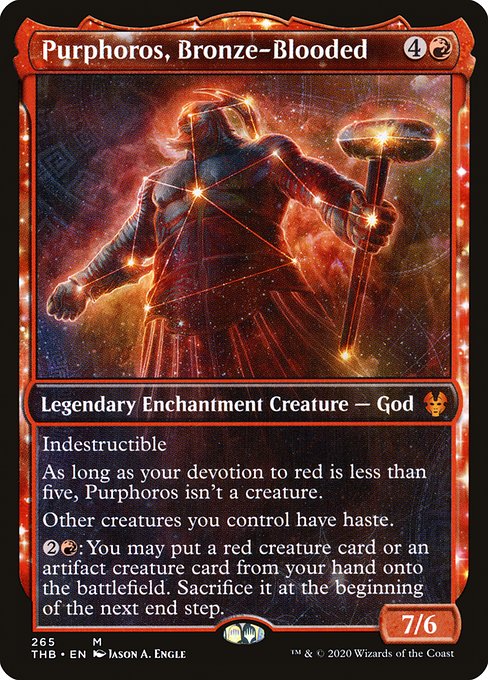 Purphoros, Bronze-Blooded 4
Legendary Enchantment Creature — God
Indestructible
As long as your devotion to red is less than
five, Purphoros isn't a creature.
Other creatures you control have haste.
2 : You may put a red creature card or an
artifact creature card from your hand onto
the battlefield. Sacrifice it at the beginning
of the next end step.
7/6
265 M
THB • EN Jason A. Engle
™ & © 2020 Wizards of the Coast